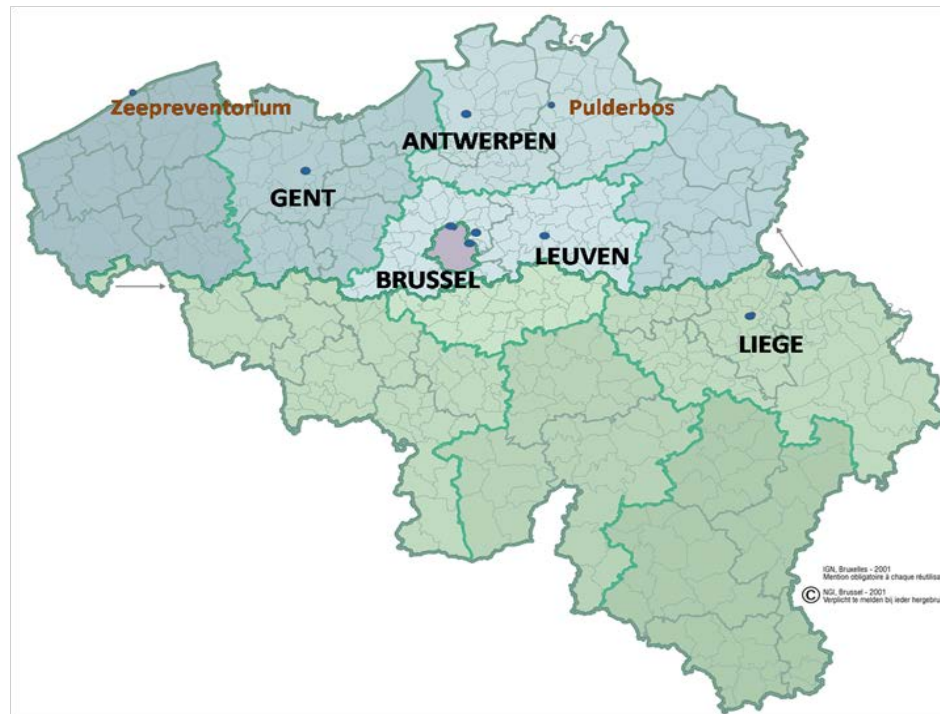 Zeepreventorium
Pulderbos
ANTWERPEN
GENT
LEUVEN
BRUSSEL
LIEGE
IGN, Bruxelles - 2001
Mention obligatoire à chaque réutilisa
© NGI, Brussel - 2001
Verplicht te melden bij ieder hergebru